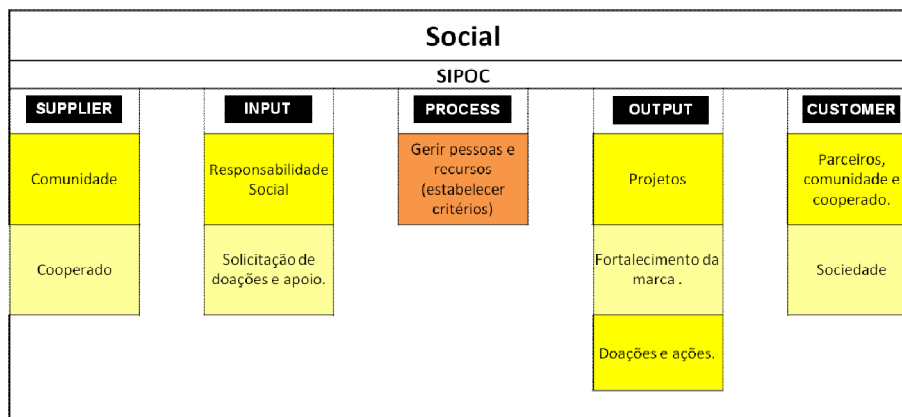 Social
SIPOC
SUPPLIER
INPUT
PROCESS
OUTPUT
CUSTOMER
Comunidade
Responsabilidade
Social
Gerir pessoas e
recursos
(estabelecer
critérios)
Projetos
Parceiros,
comunidade e
cooperado.
Cooperado
Solicitação de
doações e apoio.
Fortalecimento da
marca .
Sociedade
Doações e ações.